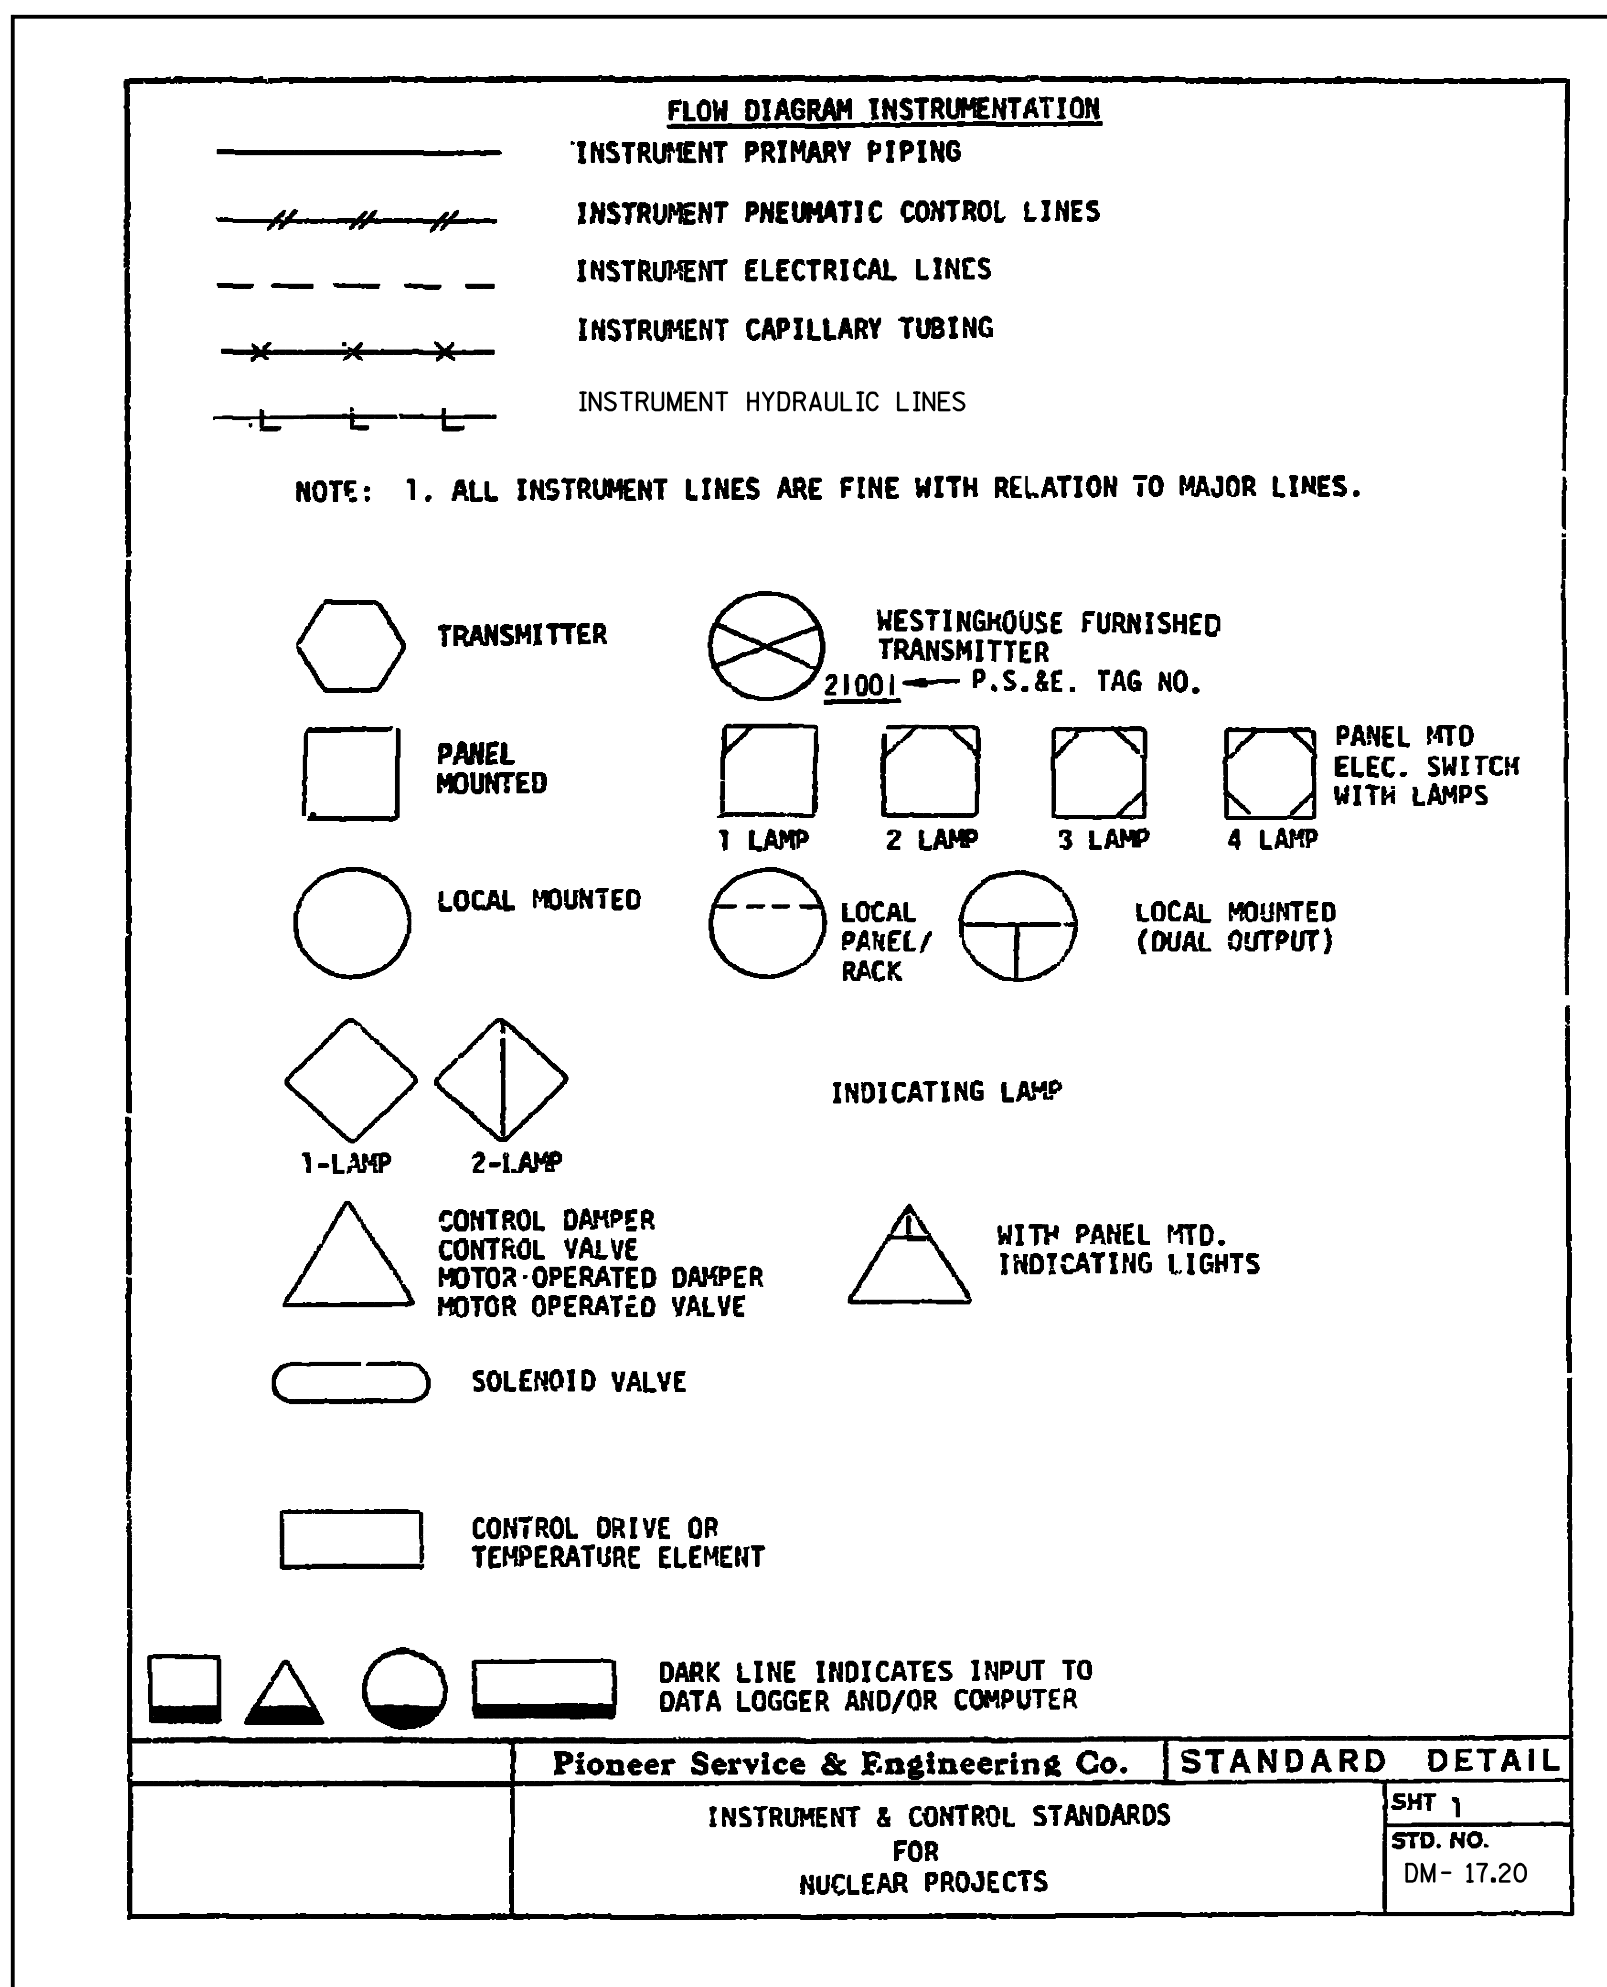 FLOW DIAGRAM INSTRUMENTATION
INSTRUMENT PRIMARY PIPING
INSTRUMENT PNEUMATIC CONTROL LINES
INSTRUMENT ELECTRICAL LINES
INSTRUMENT CAPILLARY TUBING
INSTRUMENT HYDRAULIC LINES
NOTE: 1. ALL INSTRUMENT LINES ARE FINE WITH RELATION TO MAJOR LINES.
TRANSMITTER
WESTINGHOUSE FURNISHED
TRANSMITTER
21001 P.S.&E. TAG NO.
PANEL
MOUNTED
1 LAMP
2 LAMP
3 LAMP
4 LAMP
PANEL MTD
ELEC. SWITCH
WITH LAMPS
LOCAL MOUNTED
LOCAL
PANEL/
RACK
LOCAL MOUNTED
(DUAL OUTPUT)
1-LAMP
2-LAMP
INDICATING LAMP
CONTROL DAMPER
CONTROL VALVE
MOTOR-OPERATED DAMPER
MOTOR OPERATED VALVE
L
WITH PANEL MTD.
INDICATING LIGHTS
SOLENOID VALVE
CONTROL DRIVE OR
TEMPERATURE ELEMENT
DARK LINE INDICATES INPUT TO
DATA LOGGER AND/OR COMPUTER
Pioneer Service & Engineering Co.
STANDARD DETAIL
INSTRUMENT & CONTROL STANDARDS
FOR
NUCLEAR PROJECTS
SHT 1
STD. NO.
DM- 17.20